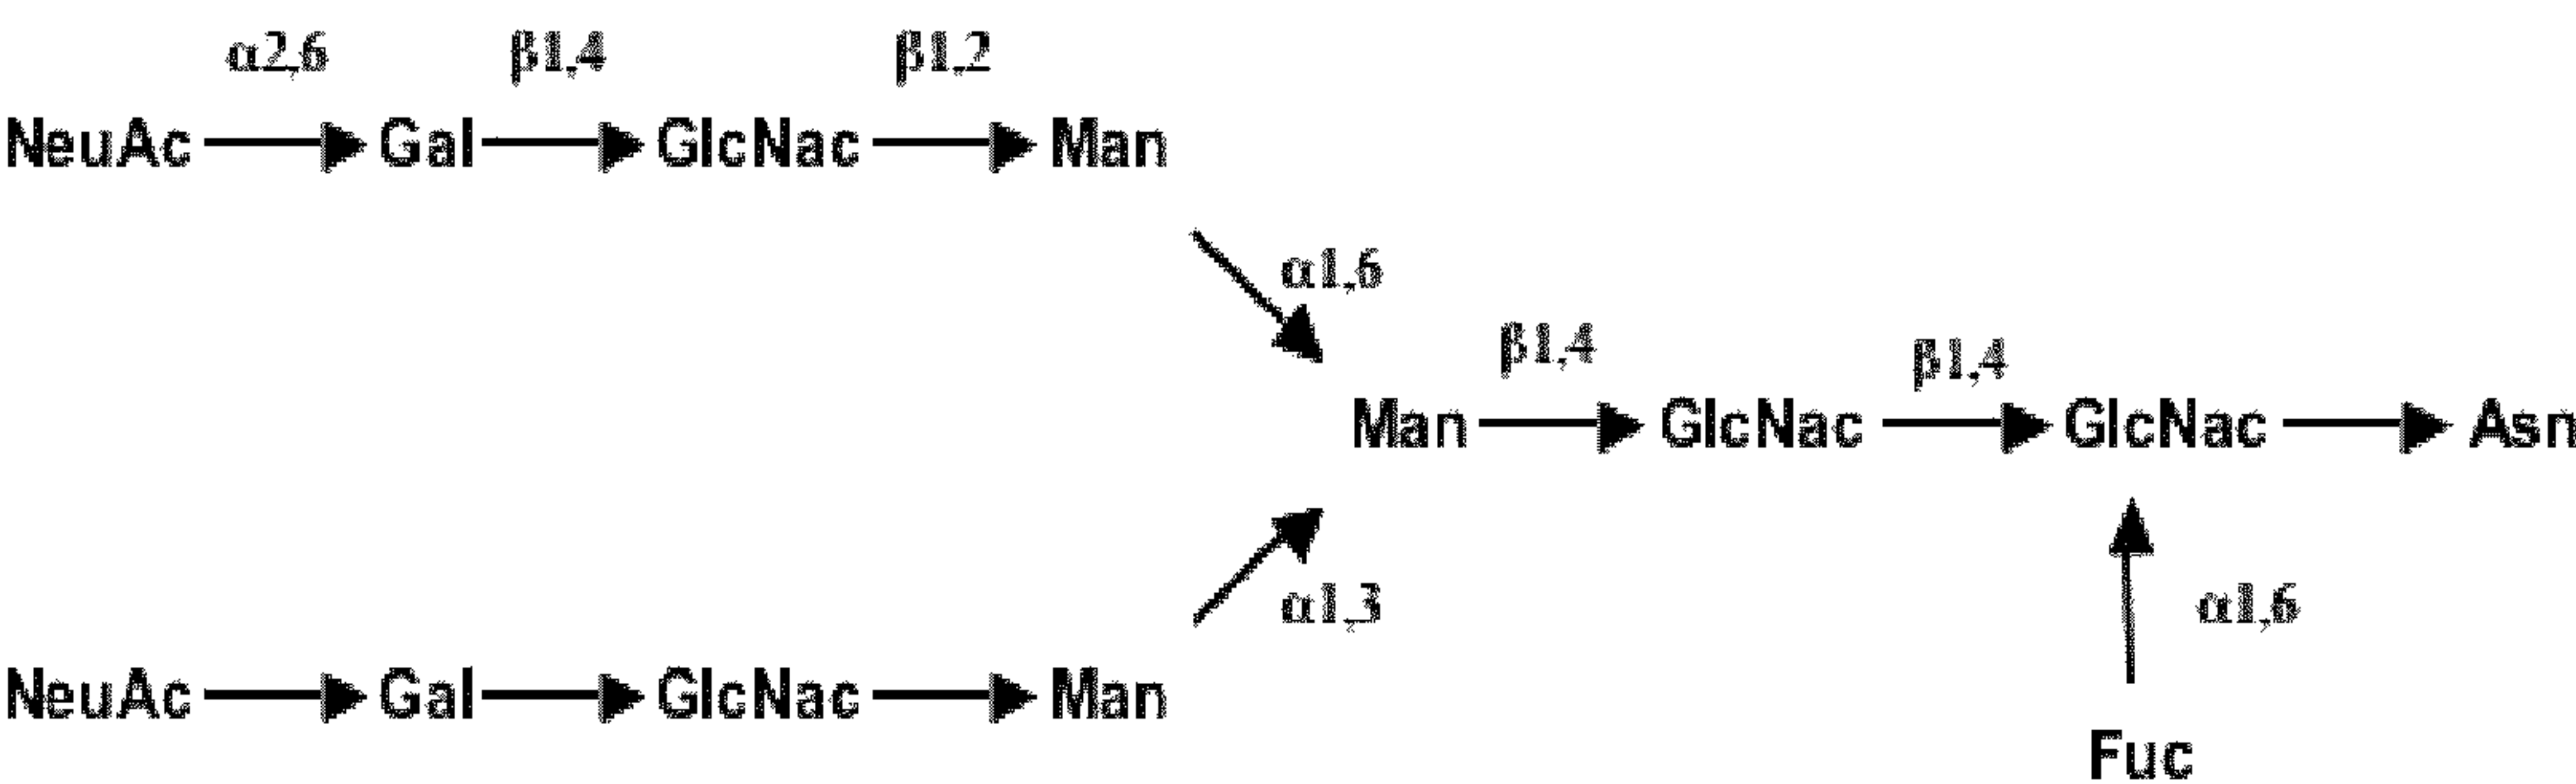 α2,6 β1,4 β1,2
NeuAc Gal GlcNac Man
α1,6
β1,4 β1,4
Man GlcNac GlcNac Asn
α1,3 α1,6
NeuAc Gal GlcNac Man
Fuc